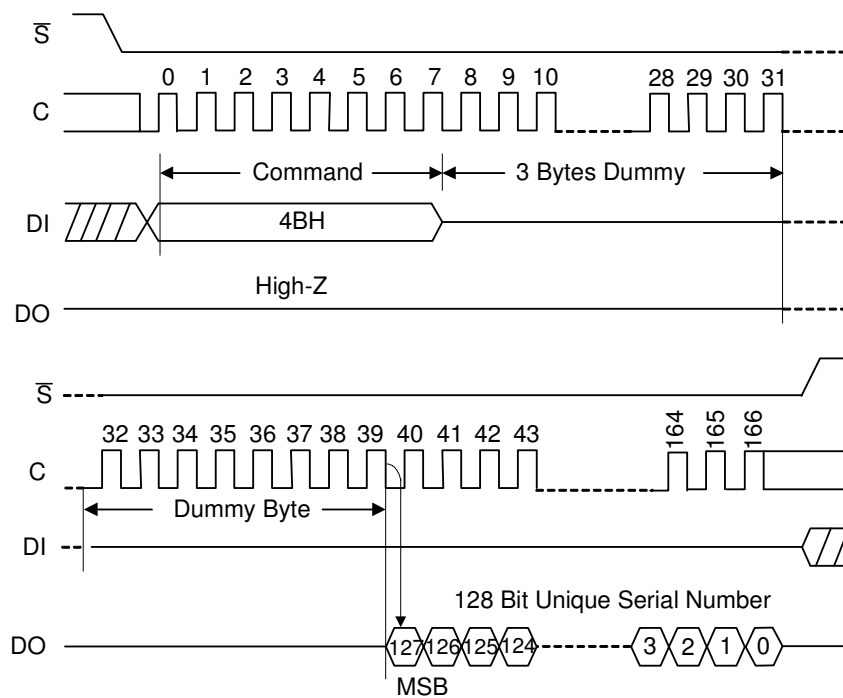 S
0 1 2 3 4 5 6 7 8 9 10 28 29 30 31
C
Command 3 Bytes Dummy
DI 4BH
High-Z
DO
S
32 33 34 35 36 37 38 39 40 41 42 43 164 165 166
C
Dummy Byte
DI
128 Bit Unique Serial Number
DO 127 126 125 124 3 2 1 0
MSB